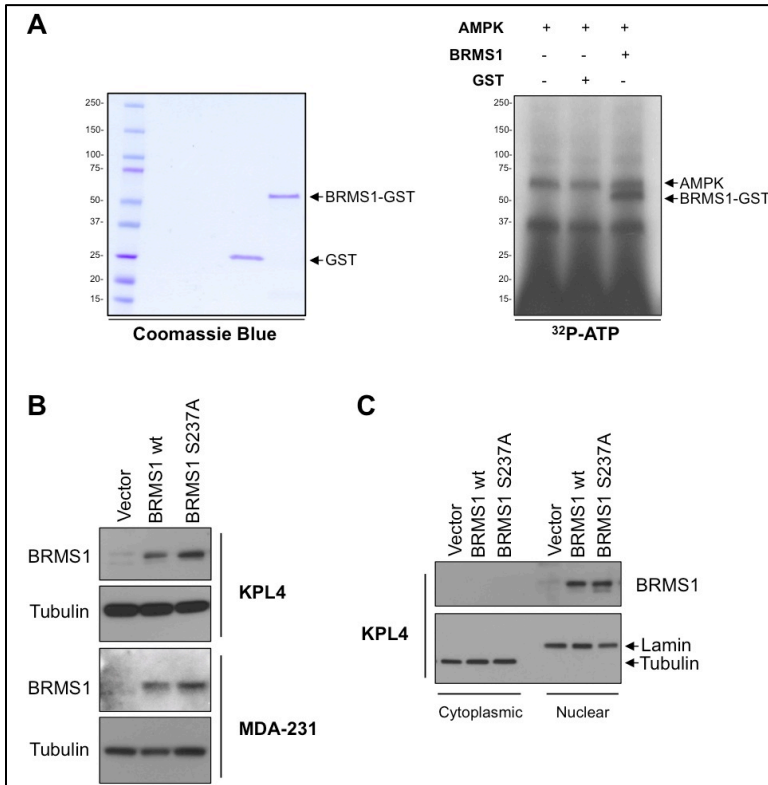 A
AMPK + + +
BRMS1 - - +
GST - + -
250-
150-
100-
75-
50-
37-
25-
20-
15-
BRMS1-GST
GST
Coomassie Blue
250-
150-
100-
75-
50-
37-
25-
20-
15-
AMPK
BRMS1-GST
³²P-ATP
B
Vector
BRMS1 wt
BRMS1 S237A
BRMS1
Tubulin
KPL4
BRMS1
Tubulin
MDA-231
C
Vector
BRMS1 wt
BRMS1 S237A
Vector
BRMS1 wt
BRMS1 S237A
KPL4
BRMS1
Lamin
Tubulin
Cytoplasmic
Nuclear